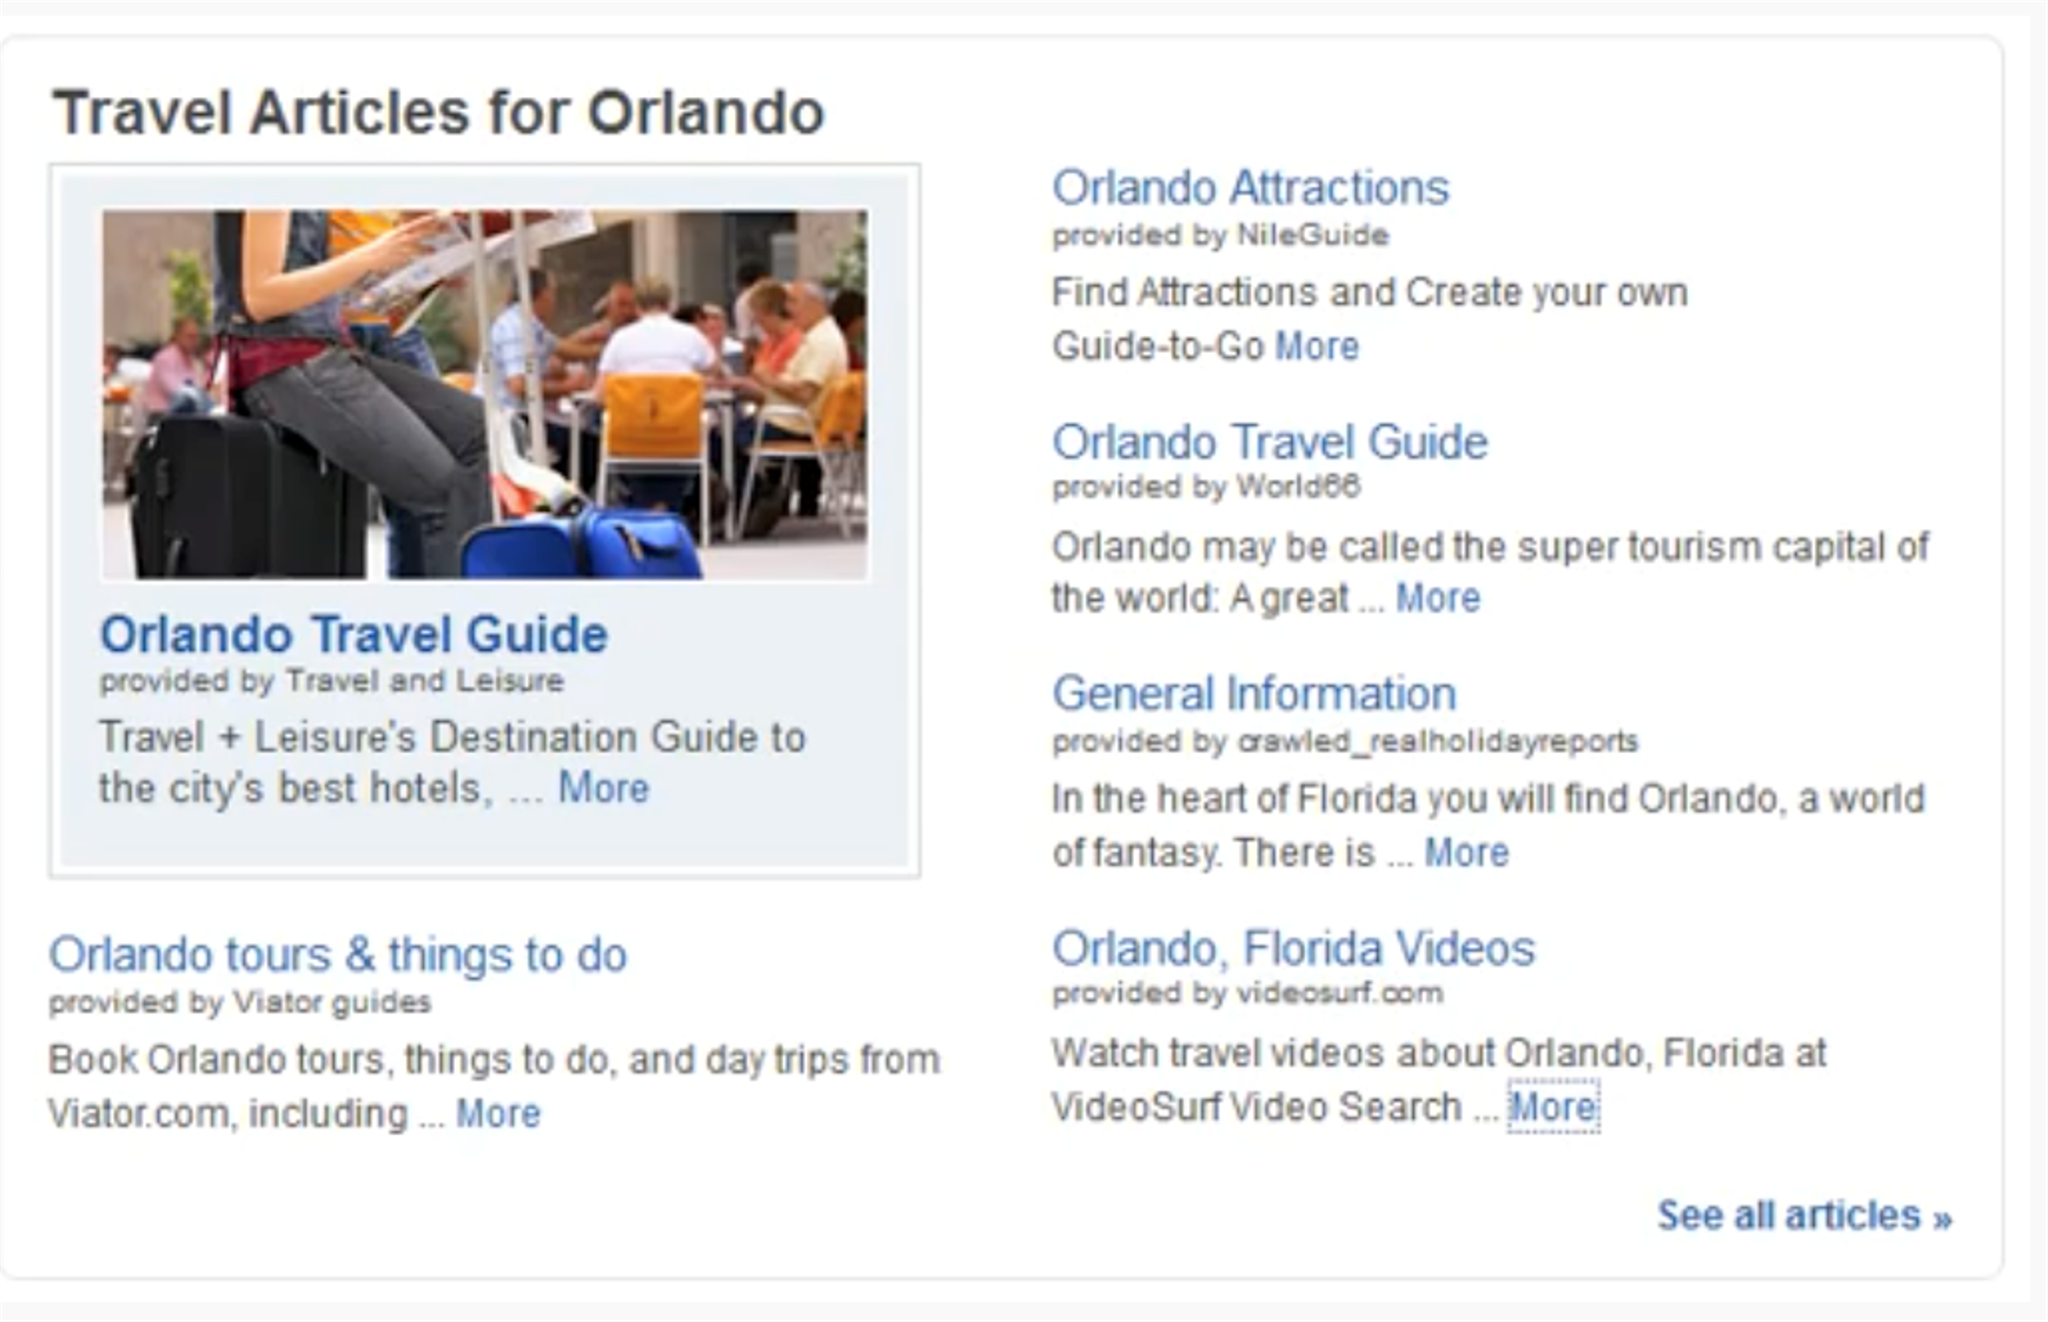 Travel Articles for Orlando
Orlando Travel Guide
provided by Travel and Leisure
Travel + Leisure's Destination Guide to
the city's best hotels, ... More
Orlando tours & things to do
provided by Viator guides
Book Orlando tours, things to do, and day trips from
Viator.com, including ... More
Orlando Attractions
provided by NileGuide
Find Attractions and Create your own
Guide-to-Go More
Orlando Travel Guide
provided by World66
Orlando may be called the super tourism capital of
the world: A great ... More
General Information
provided by crawled_realholidayreports
In the heart of Florida you will find Orlando, a world
of fantasy. There is ... More
Orlando, Florida Videos
provided by videosurf.com
Watch travel videos about Orlando, Florida at
VideoSurf Video Search ... More
See all articles »